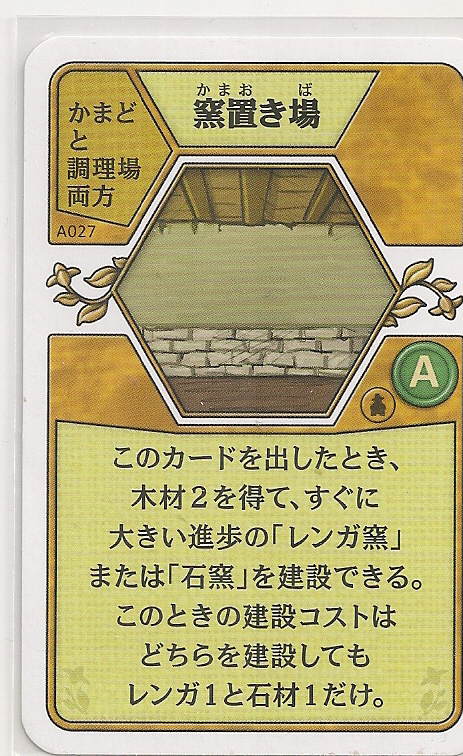 かまお ば
窯置き場
かまど
と
調理場
両方
A027
A
このカードを出したとき、
木材2を得て、すぐに
大きい進歩の「レンガ窯」
または「石窯」を建設できる。
このときの建設コストは
どちらを建設しても
レンガ1と石材1だけ。